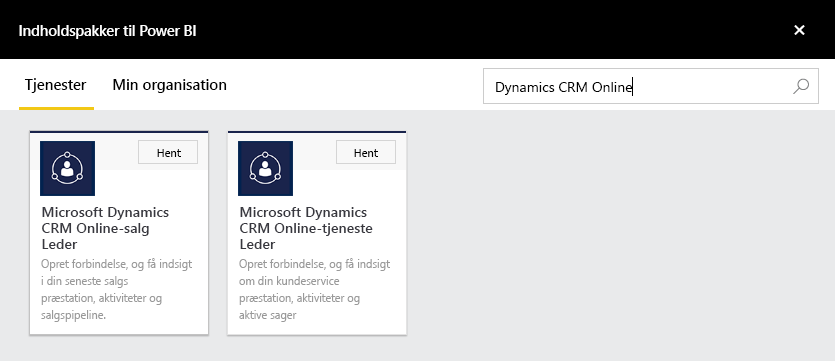 Indholdspakker til Power BI
Tjenester
Min organisation
Dynamics CRM Online
Hent
Microsoft Dynamics
CRM Online-salg
Leder
Opret forbindelse, og få indsigt
i din seneste salgs
præstation, aktiviteter og
salgspipeline.
Hent
Microsoft Dynamics
CRM Online-tjeneste
Leder
Opret forbindelse, og få indsigt
om din kundeservice
præstation, aktiviteter og
aktive sager